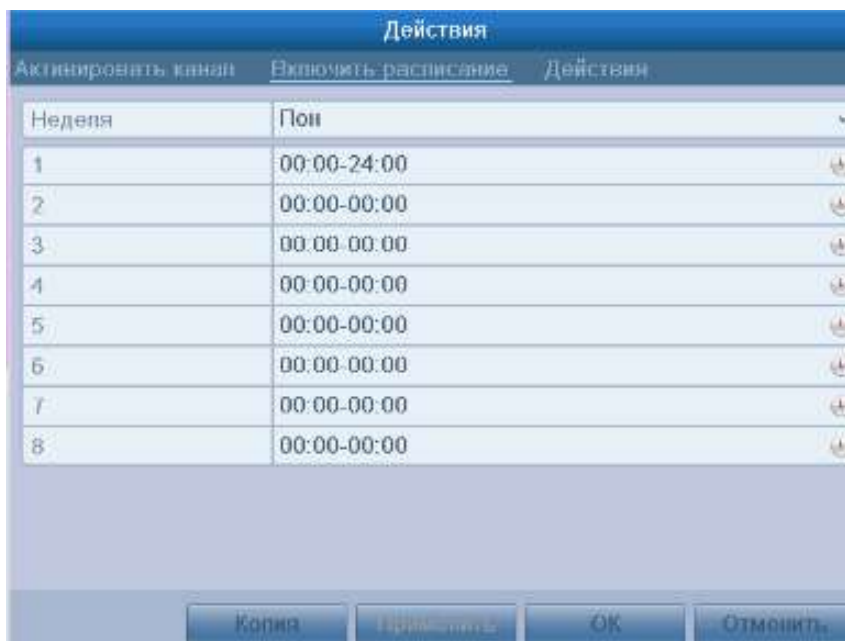 Действия
Активировать канал Включить расписание Действия
Неделя Пон
1 00:00-24:00
2 00:00-00:00
3 00:00-00:00
4 00:00-00:00
5 00:00-00:00
6 00:00-00:00
7 00:00-00:00
8 00:00-00:00
Копия Применить ОК Отменить